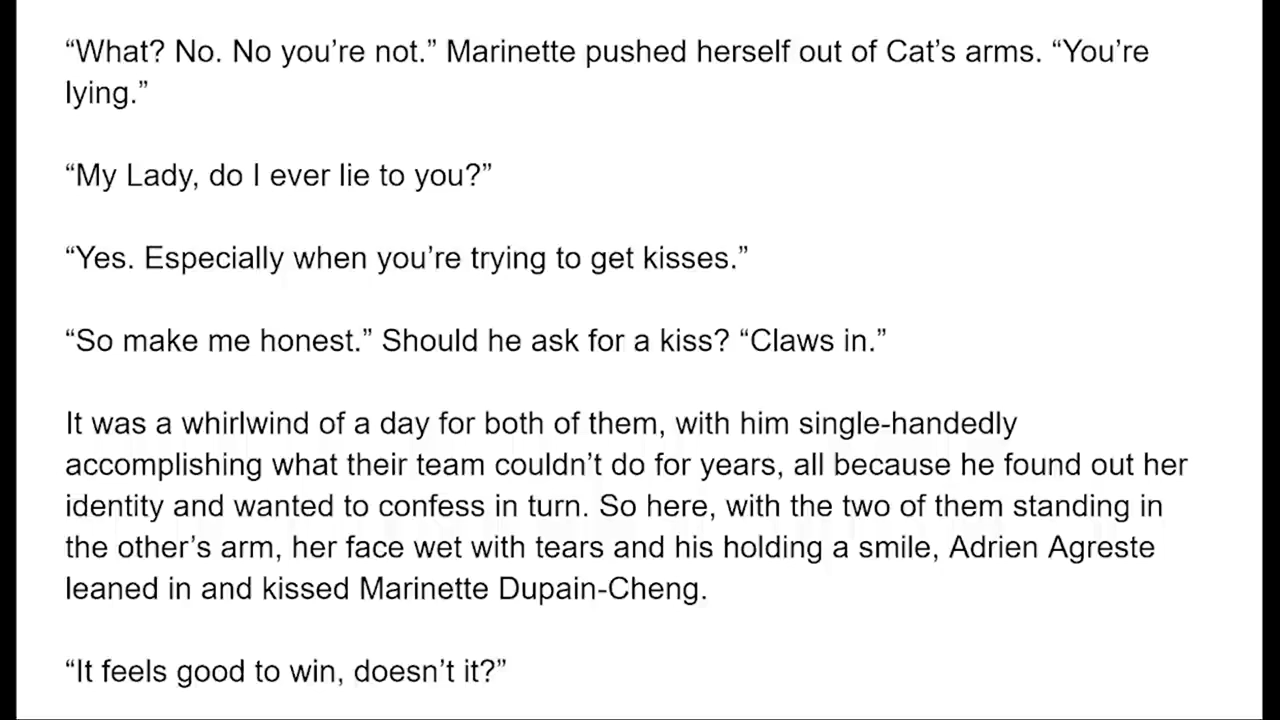 “What? No. No you’re not.” Marinette pushed herself out of Cat’s arms. “You’re
lying.”
“My Lady, do I ever lie to you?”
“Yes. Especially when you’re trying to get kisses.”
“So make me honest.” Should he ask for a kiss? “Claws in.”
It was a whirlwind of a day for both of them, with him single-handedly
accomplishing what their team couldn’t do for years, all because he found out her
identity and wanted to confess in turn. So here, with the two of them standing in
the other’s arm, her face wet with tears and his holding a smile, Adrien Agreste
leaned in and kissed Marinette Dupain-Cheng.
“It feels good to win, doesn’t it?”